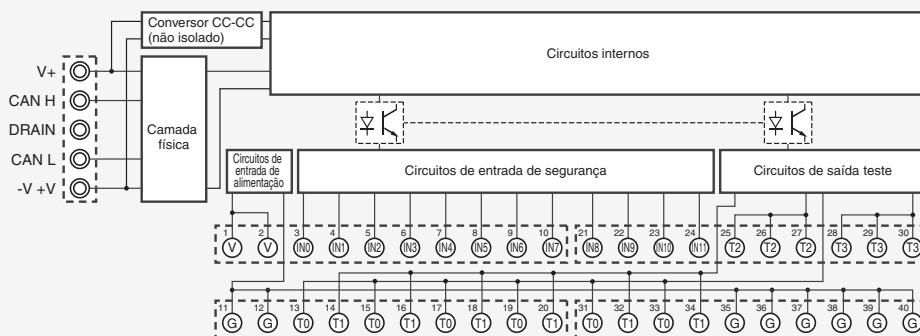 Conversor CC-CC
(não isolado)
Circuitos internos
V+
CAN H
DRAIN
CAN L
-V +V
Camada
física
Circuitos
de entrada de
alimentação
Circuitos de entrada de segurança
Circuitos de saída teste
1 2 3 4 5 6 7 8 9 10 21 22 23 24 25 26 27 28 29 30
V V IN0 IN1 IN2 IN3 IN4 IN5 IN6 IN7 IN8 IN9 IN10 IN11 T2 T2 T2 T3 T3 T3
11 12 13 14 15 16 17 18 19 20 31 32 33 34 35 36 37 38 39 40
G G T0 T1 T0 T1 T0 T1 T0 T1 T0 T1 T0 T1 G G G G G G